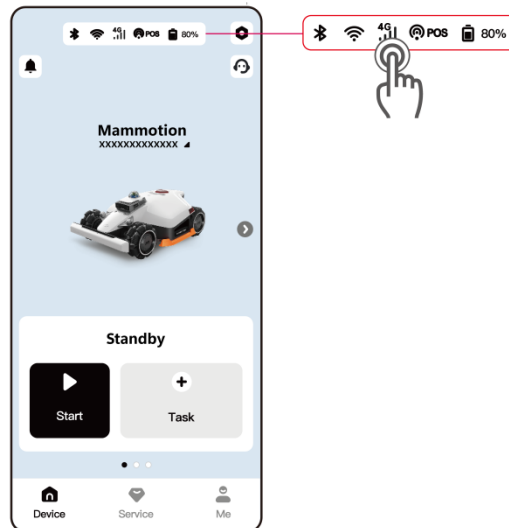 4G POS 80%
4G POS 80%
Mammotion
XXXXXXXXXXXXX
Standby
Start Task
Device Service Me